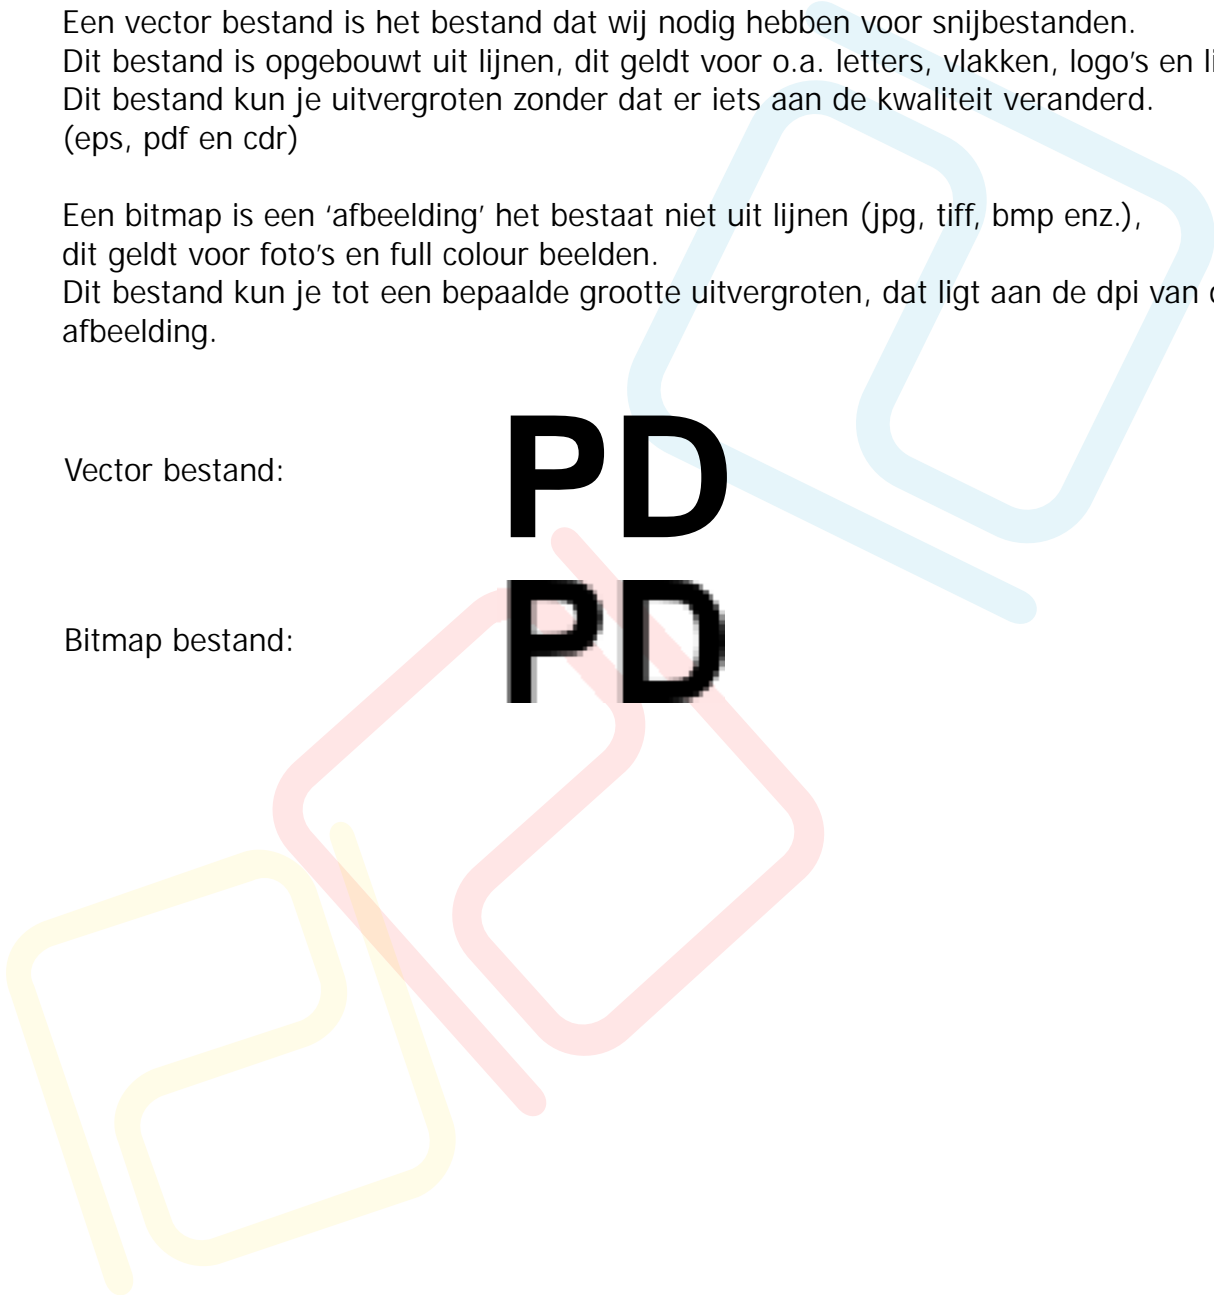 Een vector bestand is het bestand dat wij nodig hebben voor snijbestanden.
Dit bestand is opgebouwt uit lijnen, dit geldt voor o.a. letters, vlakken, logo’s en
Dit bestand kun je uitvergroten zonder dat er iets aan de kwaliteit veranderd.
(eps, pdf en cdr)
Een bitmap is een ‘afbeelding’ het bestaat niet uit lijnen (jpg, tiff, bmp enz.),
dit geldt voor foto’s en full colour beelden.
Dit bestand kun je tot een bepaalde grootte uitvergroten, dat ligt aan de dpi van
afbeelding.
Vector bestand:
PD
Bitmap bestand:
PD